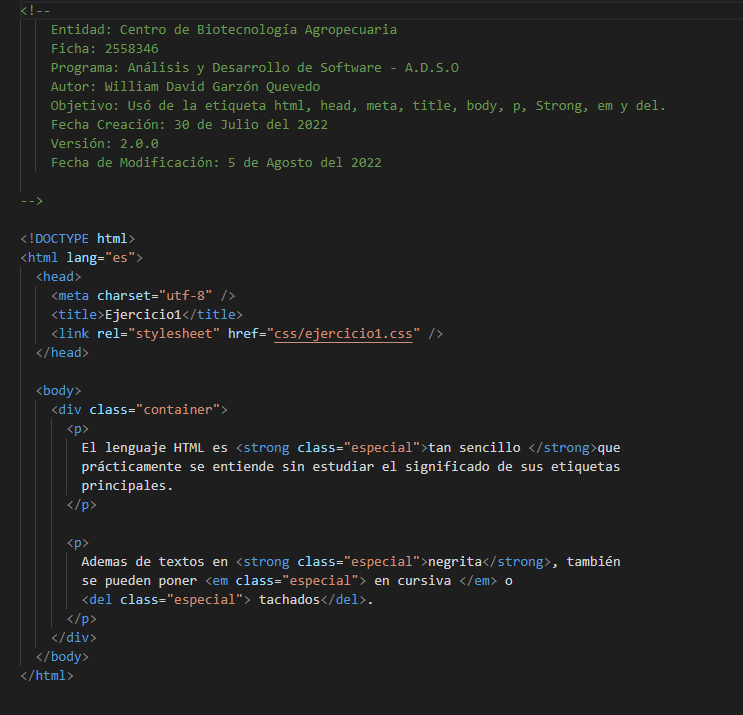 <!--
Entidad: Centro de Biotecnología Agropecuaria
Ficha: 2558346
Programa: Análisis y Desarrollo de Software - A.D.S.O
Autor: William David Garzón Quevedo
Objetivo: Usó de la etiqueta html, head, meta, title, body, p, Strong, em y del.
Fecha Creación: 30 de Julio del 2022
Versión: 2.0.0
Fecha de Modificación: 5 de Agosto del 2022
-->
<!DOCTYPE html>
<html lang="es">
<head>
<meta charset="utf-8" />
<title>Ejercicio1</title>
<link rel="stylesheet" href="css/ejercicio1.css" />
</head>
<body>
<div class="container">
<p>
El lenguaje HTML es <strong class="especial">tan sencillo </strong>que
prácticamente se entiende sin estudiar el significado de sus etiquetas
principales.
</p>
<p>
Ademas de textos en <strong class="especial">negrita</strong>, también
se pueden poner <em class="especial"> en cursiva </em> o
<del class="especial"> tachados</del>.
</p>
</div>
</body>
</html>